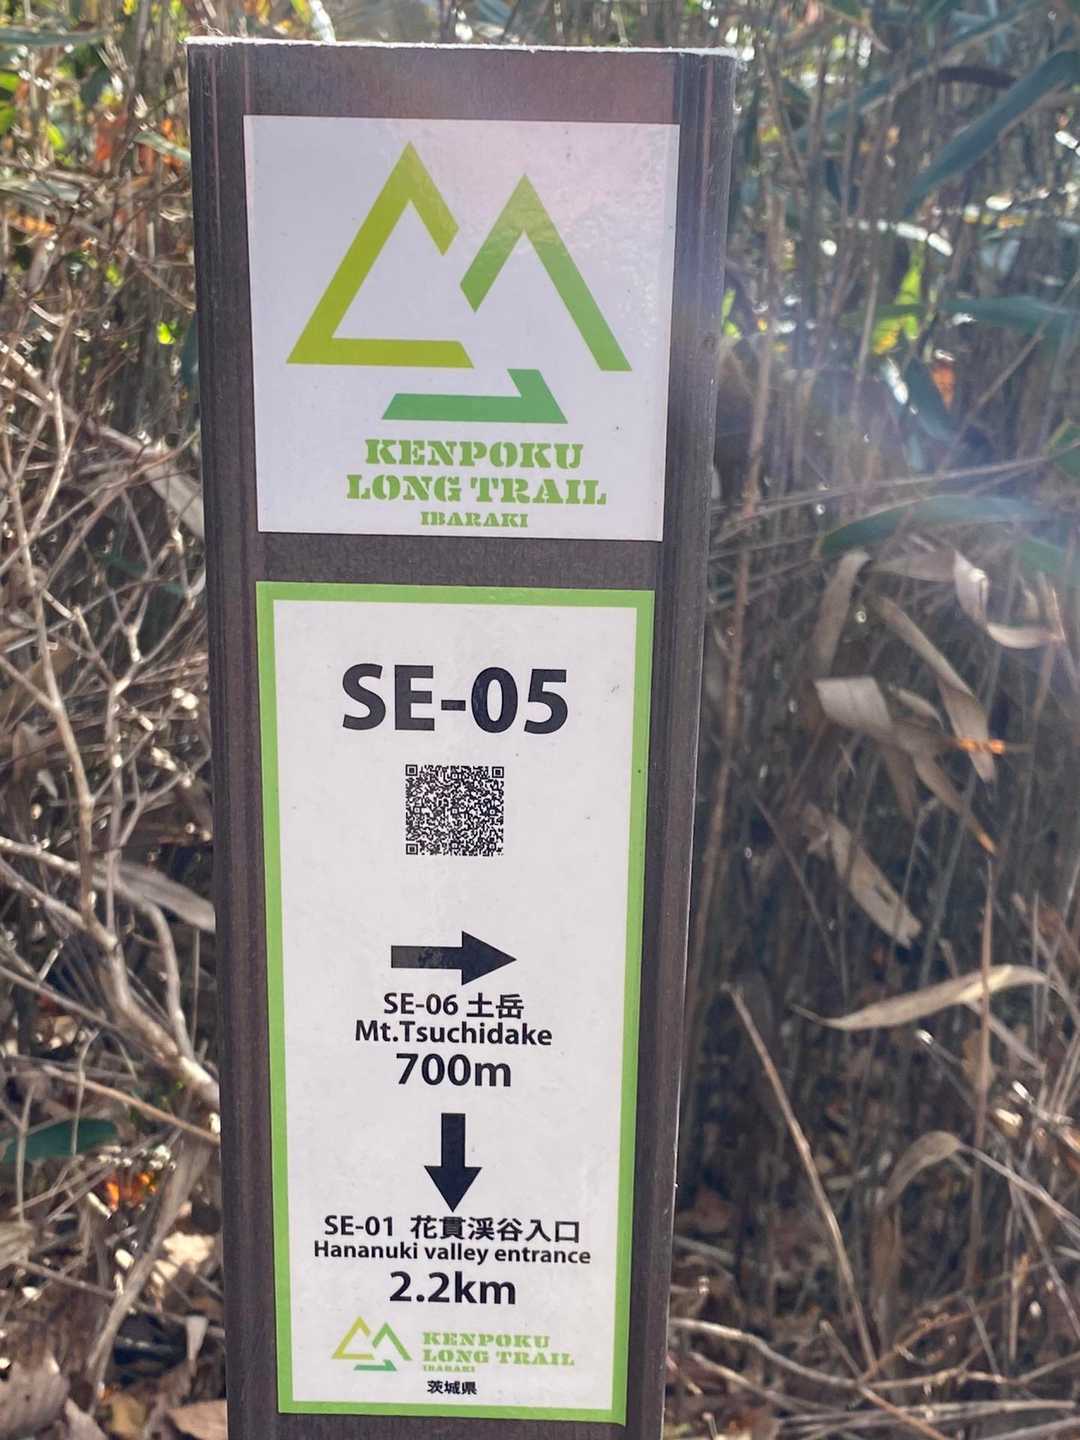 KENPOKU
LONG TRAIL
IBARAKI
SE-05
SE-06 土岳
Mt.Tsuchidake
700m
SE-01 花貫渓谷入口
Hananuki valley entrance
2.2km
KENPOKU
LONG TRAIL
IBARAKI
茨城県